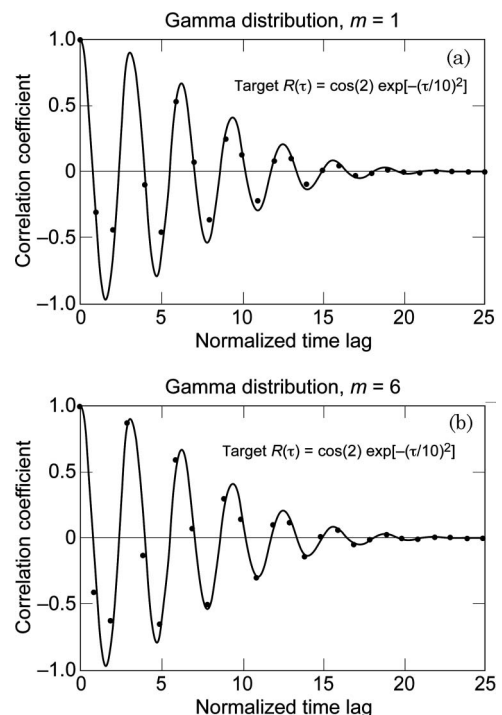 Gamma distribution, m = 1
(a)
Target R(τ) = cos(2) exp[–(τ/10)²]
Correlation coefficient
1.0
0.5
0
–0.5
–1.0
0 5 10 15 20 25
Normalized time lag
Gamma distribution, m = 6
(b)
Target R(τ) = cos(2) exp[–(τ/10)²]
Correlation coefficient
1.0
0.5
0
–0.5
–1.0
0 5 10 15 20 25
Normalized time lag